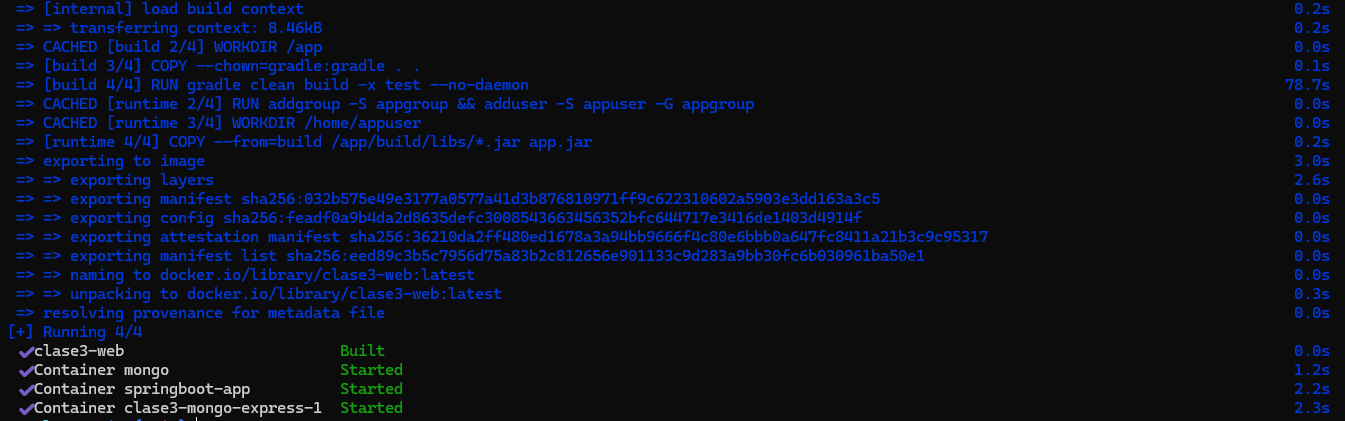 => [internal] load build context 0.2s
=> => transferring context: 8.46kB 0.2s
=> CACHED [build 2/4] WORKDIR /app 0.0s
=> [build 3/4] COPY --chown=gradle:gradle . . 0.1s
=> [build 4/4] RUN gradle clean build -x test --no-daemon 78.7s
=> CACHED [runtime 2/4] RUN addgroup -S appgroup && adduser -S appuser -G appgroup 0.0s
=> CACHED [runtime 3/4] WORKDIR /home/appuser 0.0s
=> [runtime 4/4] COPY --from=build /app/build/libs/*.jar app.jar 0.2s
=> exporting to image 3.0s
=> => exporting layers 2.6s
=> => exporting manifest sha256:032b575e49e3177a0577a41d3b876810971ff9c622310602a5903e3dd163a3c5 0.0s
=> => exporting config sha256:feadf0a9b4da2d8635defc3008543663456352bfc644717e3416de1403d4914f 0.0s
=> => exporting attestation manifest sha256:36210da2ff480ed1678a3a94bb9666f4c80e6bbb0a647fc8411a21b3c9c95317 0.0s
=> => exporting manifest list sha256:eed89c3b5c7956d75a83b2c812656e901133c9d283a9bb30fc6b030961ba50e1 0.0s
=> => naming to docker.io/library/clase3-web:latest 0.0s
=> => unpacking to docker.io/library/clase3-web:latest 0.3s
=> resolving provenance for metadata file 0.0s
[+] Running 4/4
✔clase3-web Built 0.0s
✔Container mongo Started 1.2s
✔Container springboot-app Started 2.2s
✔Container clase3-mongo-express-1 Started 2.3s